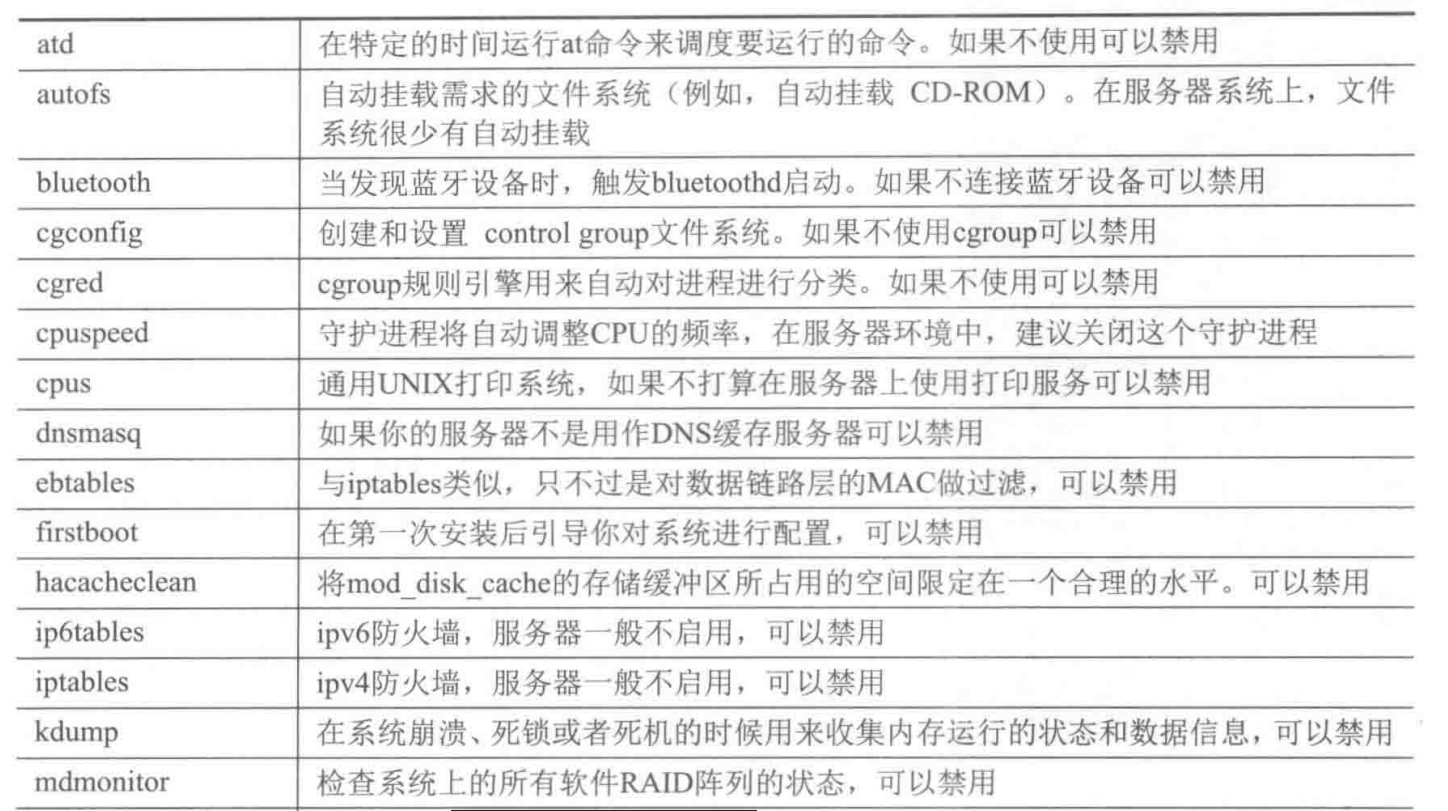 atd 在特定的时间运行at命令来调度要运行的命令。如果不使用可以禁用
autofs 自动挂载需求的文件系统（例如，自动挂载 CD-ROM）。在服务器系统上，文件
系统很少有自动挂载
bluetooth 当发现蓝牙设备时，触发bluetoothd启动。如果不连接蓝牙设备可以禁用
cgconfig 创建和设置 control group文件系统。如果不使用cgroup可以禁用
cgred cgroup规则引擎用来自动对进程进行分类。如果不使用可以禁用
cpuspeed 守护进程将自动调整CPU的频率，在服务器环境中，建议关闭这个守护进程
cpus 通用UNIX打印系统，如果不打算在服务器上使用打印服务可以禁用
dnsmasq 如果你的服务器不是用作DNS缓存服务器可以禁用
ebtables 与iptables类似，只不过是对数据链路层的MAC做过滤，可以禁用
firstboot 在第一次安装后引导你对系统进行配置，可以禁用
hacacheclean 将mod_disk_cache的存储缓冲区所占用的空间限定在一个合理的水平。可以禁用
ip6tables ipv6防火墙，服务器一般不启用，可以禁用
iptables ipv4防火墙，服务器一般不启用，可以禁用
kdump 在系统崩溃、死锁或者死机的时候用来收集内存运行的状态和数据信息，可以禁用
mdmonitor 检查系统上的所有软件RAID阵列的状态，可以禁用